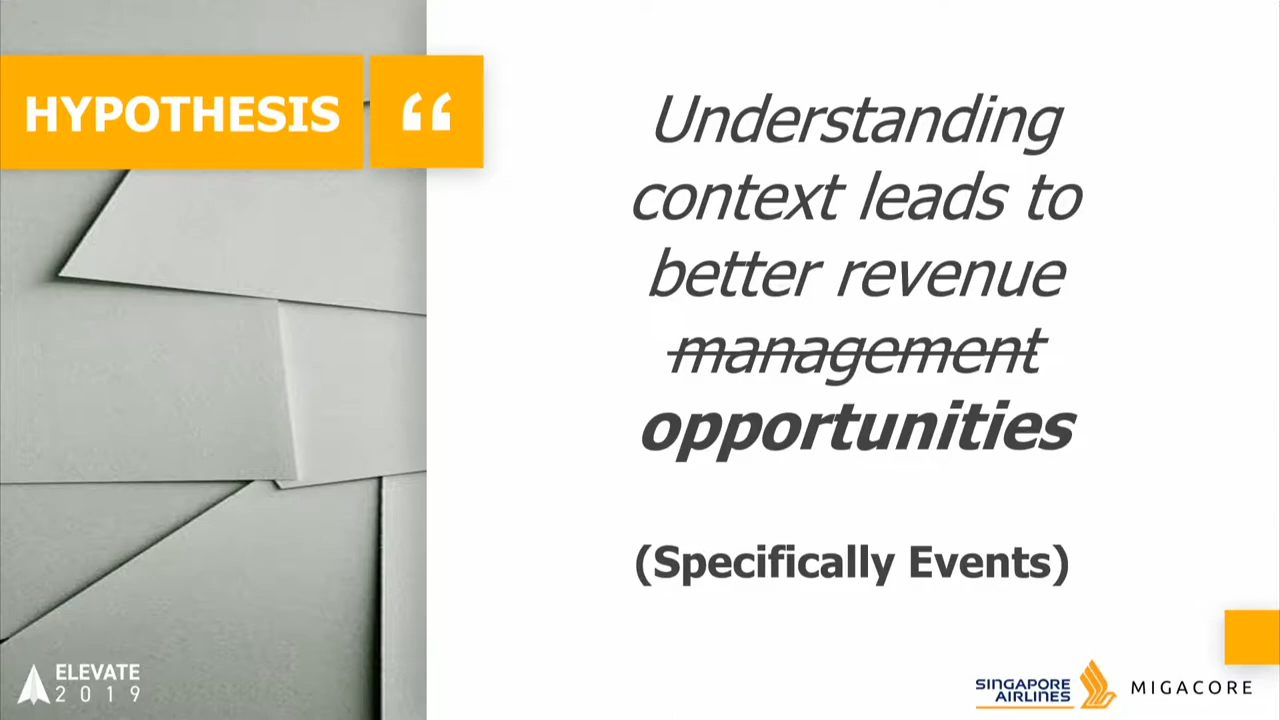 HYPOTHESIS
“
Understanding
context leads to
better revenue
management
opportunities
(Specifically Events)
ELEVATE
2019
SINGAPORE
AIRLINES
MIGACORE